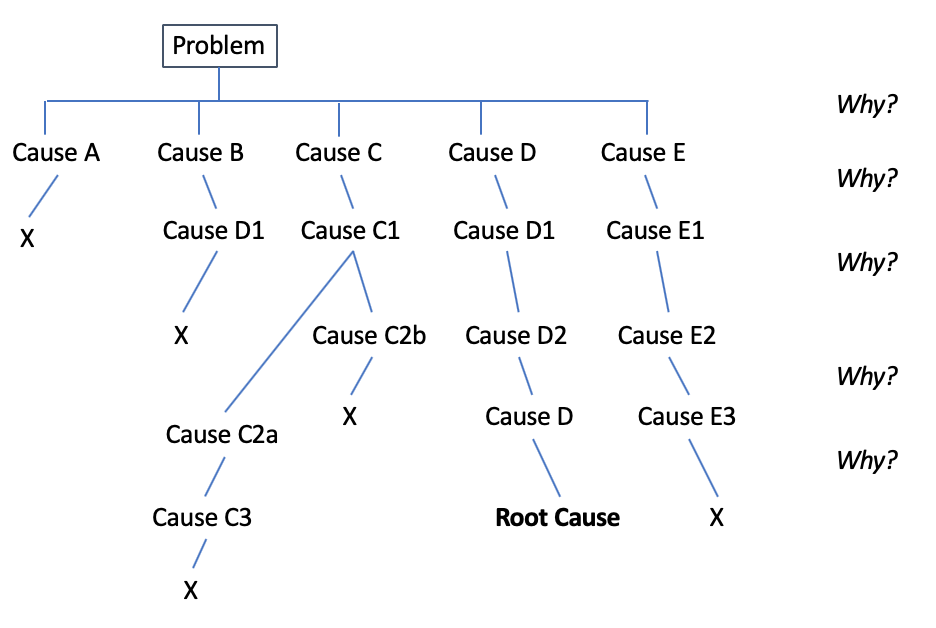 Problem
Why?
Cause A Cause B Cause C Cause D Cause E
Why?
X Cause D1 Cause C1 Cause D1 Cause E1
Why?
X Cause C2b Cause D2 Cause E2
Why?
X Cause D Cause E3
Cause C2a
Why?
Cause C3 Root Cause X
X